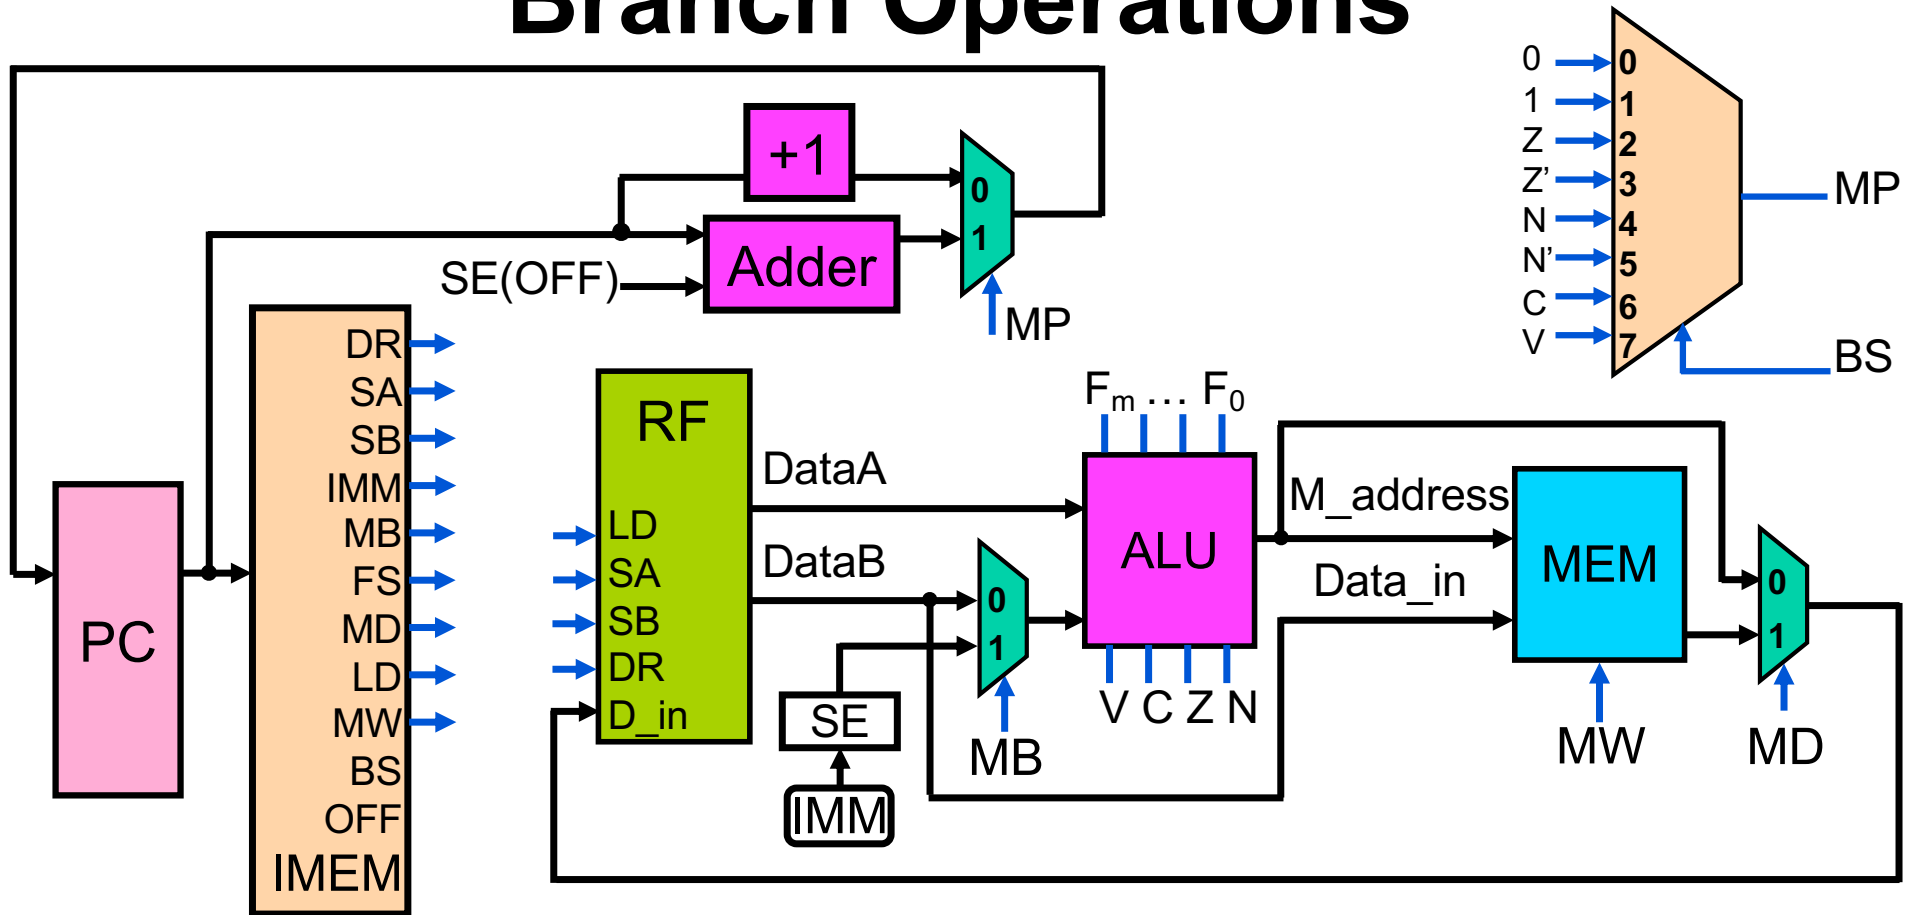 Branch Operations
0 0
1 1
Z 2
Z' 3
N 4
N' 5
C 6
V 7
MP
BS
+1
0
1
SE(OFF)
Adder
MP
DR
SA
SB
IMM
MB
FS
MD
LD
MW
BS
OFF
IMEM
PC
RF
LD
SA
SB
DR
D_in
DataA
DataB
0
1
SE
IMM
MB
Fm ... F0
ALU
V C Z N
M_address
Data_in
MEM
MW
0
1
MD